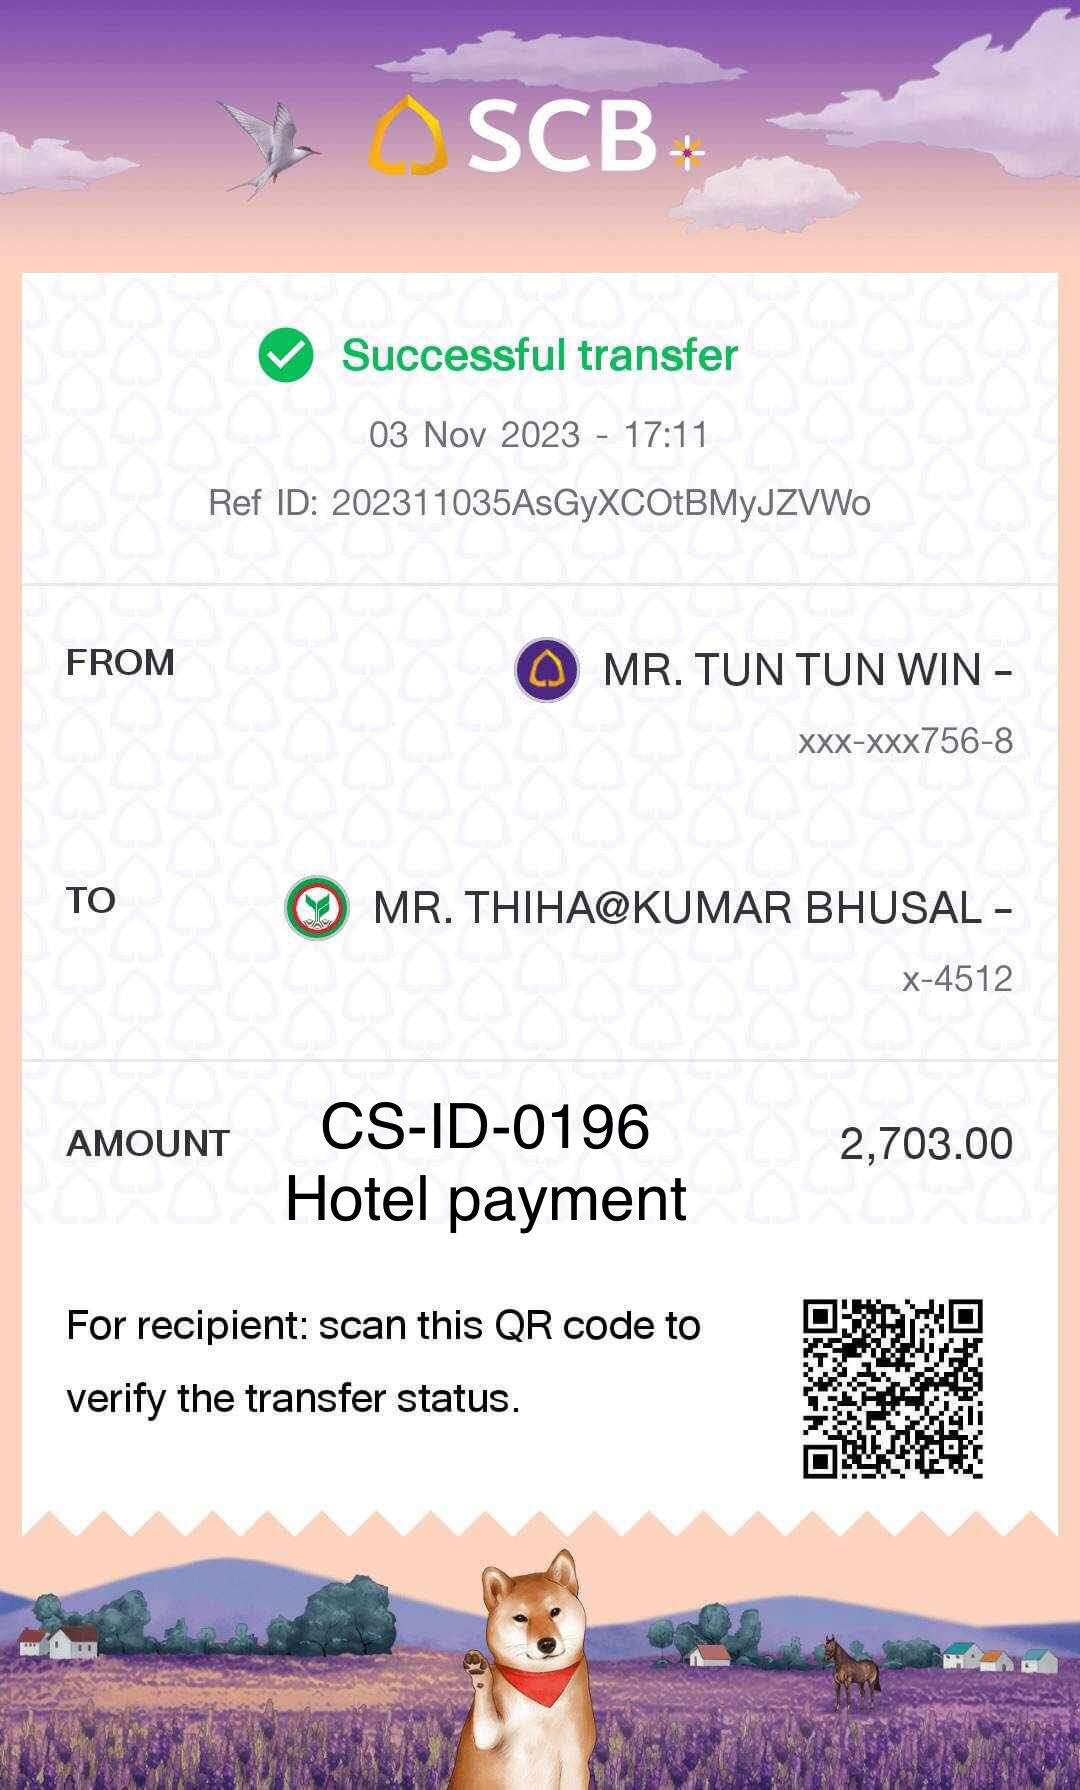 SCB
Successful transfer
03 Nov 2023 - 17:11
Ref ID: 202311035AsGyXCOtBMyJZVWo
FROM
MR. TUN TUN WIN -
xxx-xxx756-8
TO
MR. THIHA@KUMAR BHUSAL -
x-4512
AMOUNT
CS-ID-0196
2,703.00
Hotel payment
For recipient: scan this QR code to
verify the transfer status.